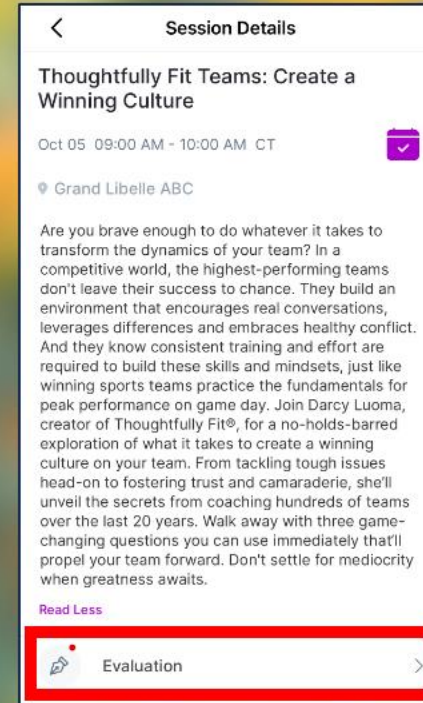 Session Details
Thoughtfully Fit Teams: Create a
Winning Culture
Oct 05 09:00 AM - 10:00 AM CT
Grand Libelle ABC
Are you brave enough to do whatever it takes to
transform the dynamics of your team? In a
competitive world, the highest-performing teams
don't leave their success to chance. They build an
environment that encourages real conversations,
leverages differences and embraces healthy conflict.
And they know consistent training and effort are
required to build these skills and mindsets, just like
winning sports teams practice the fundamentals for
peak performance on game day. Join Darcy Luoma,
creator of Thoughtfully Fit®, for a no-holds-barred
exploration of what it takes to create a winning
culture on your team. From tackling tough issues
head-on to fostering trust and camaraderie, she'll
unveil the secrets from coaching hundreds of teams
over the last 20 years. Walk away with three game-
changing questions you can use immediately that'll
propel your team forward. Don't settle for mediocrity
when greatness awaits.
Read Less
Evaluation